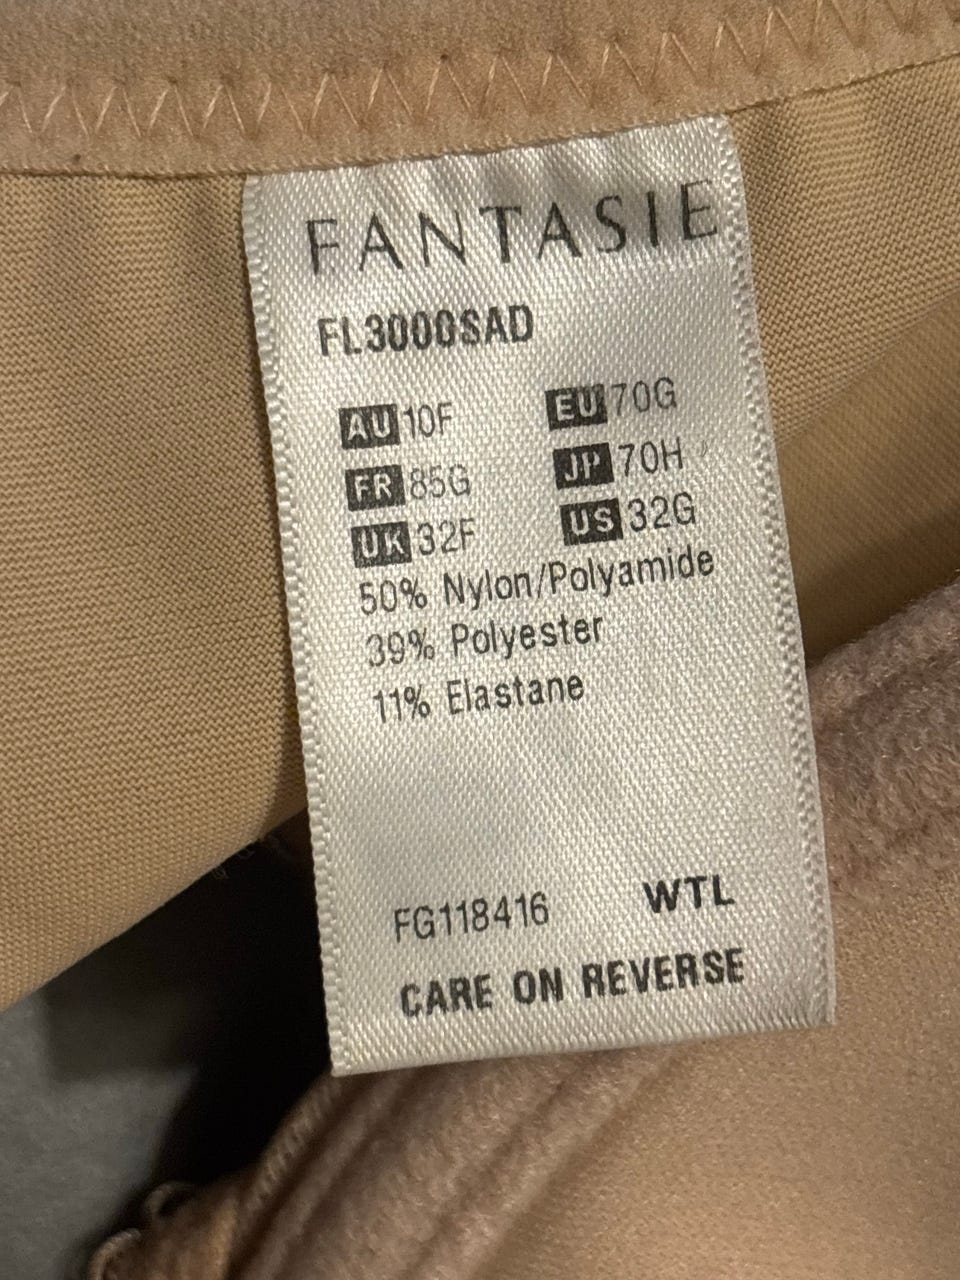 FANTASIE
FL3000SAD
AU 10F EU 70G
FR 85G JP 70H
UK 32F US 32G
50% Nylon/Polyamide
39% Polyester
11% Elastane
FG118416 WTL
CARE ON REVERSE